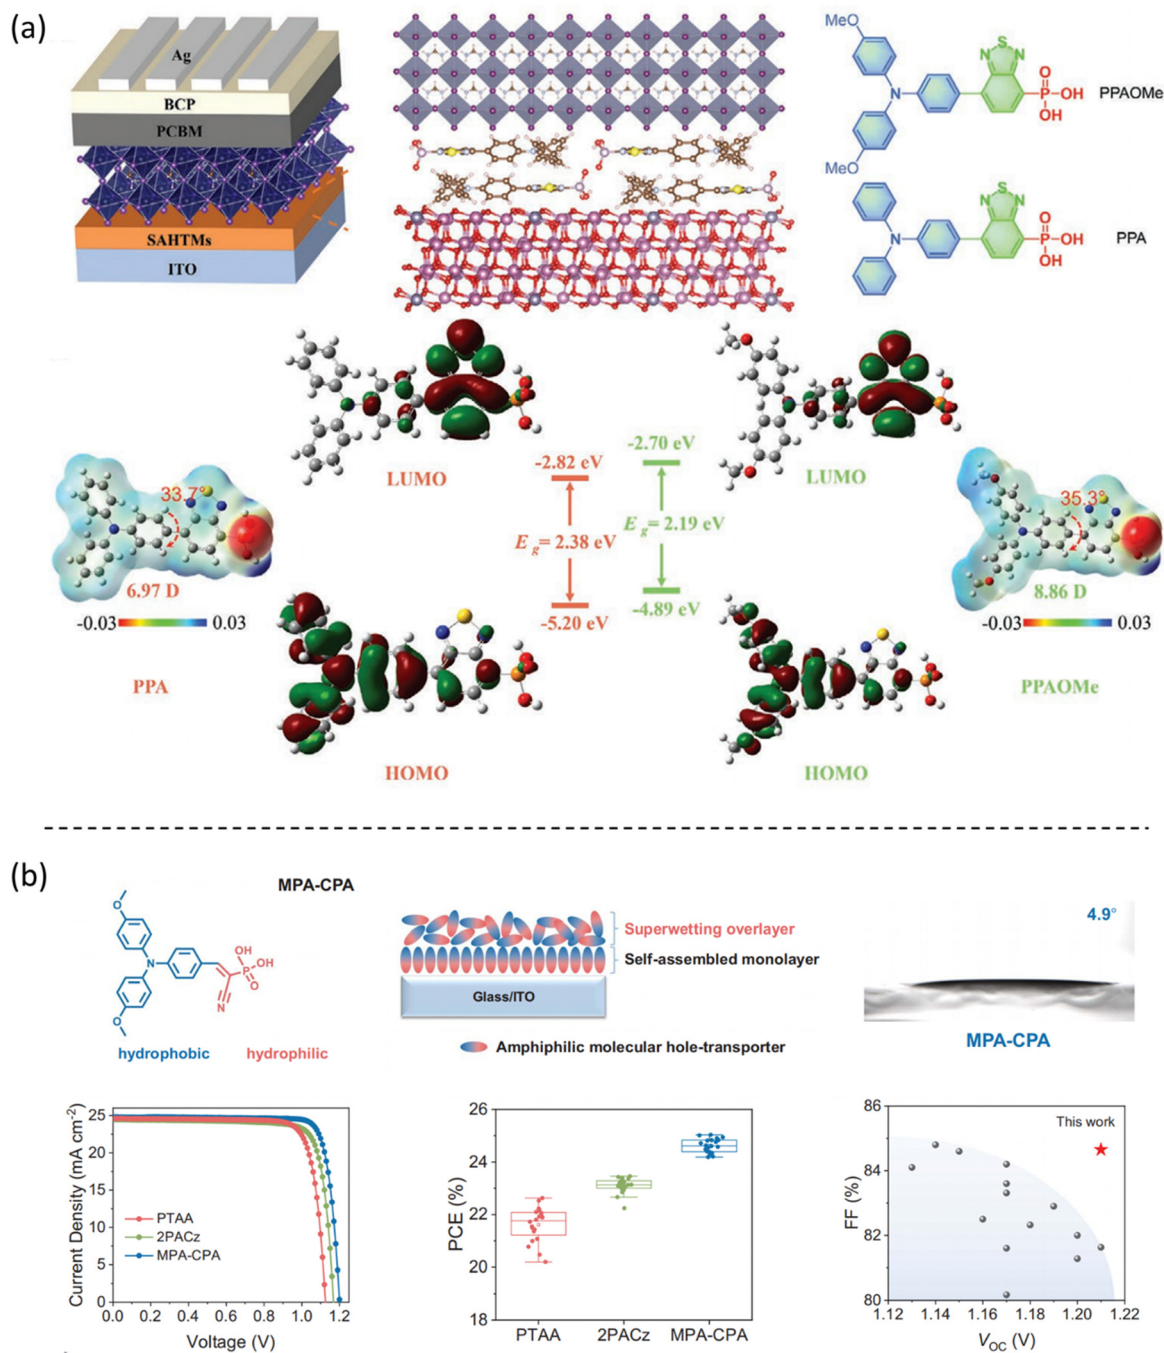 (a)
Ag
BCP
PCBM
SAHTMs
ITO
MeO
MeO
N
N
S
N
O
P
OH
OH
PPAOMe
N
N
S
N
O
P
OH
OH
PPA
LUMO
-2.82 eV
E g = 2.38 eV
-5.20 eV
-2.70 eV
E g = 2.19 eV
-4.89 eV
LUMO
33.7°
6.97 D
-0.03
0.03
PPA
HOMO
35.3°
8.86 D
-0.03
0.03
PPAOMe
HOMO
(b)
MPA-CPA
O
N
O
OH
P
OH
O
N
hydrophobic
hydrophilic
Superwetting overlayer
Self-assembled monolayer
Glass/ITO
Amphiphilic molecular hole-transporter
4.9°
MPA-CPA
Current Density (mA cm-2)
25
20
15
10
5
0
PTAA
2PACz
MPA-CPA
0.0 0.2 0.4 0.6 0.8 1.0 1.2
Voltage (V)
PCE (%)
26
24
22
20
18
PTAA 2PACz MPA-CPA
FF (%)
86
84
82
80
This work
1.12 1.14 1.16 1.18 1.20 1.22
VOC (V)